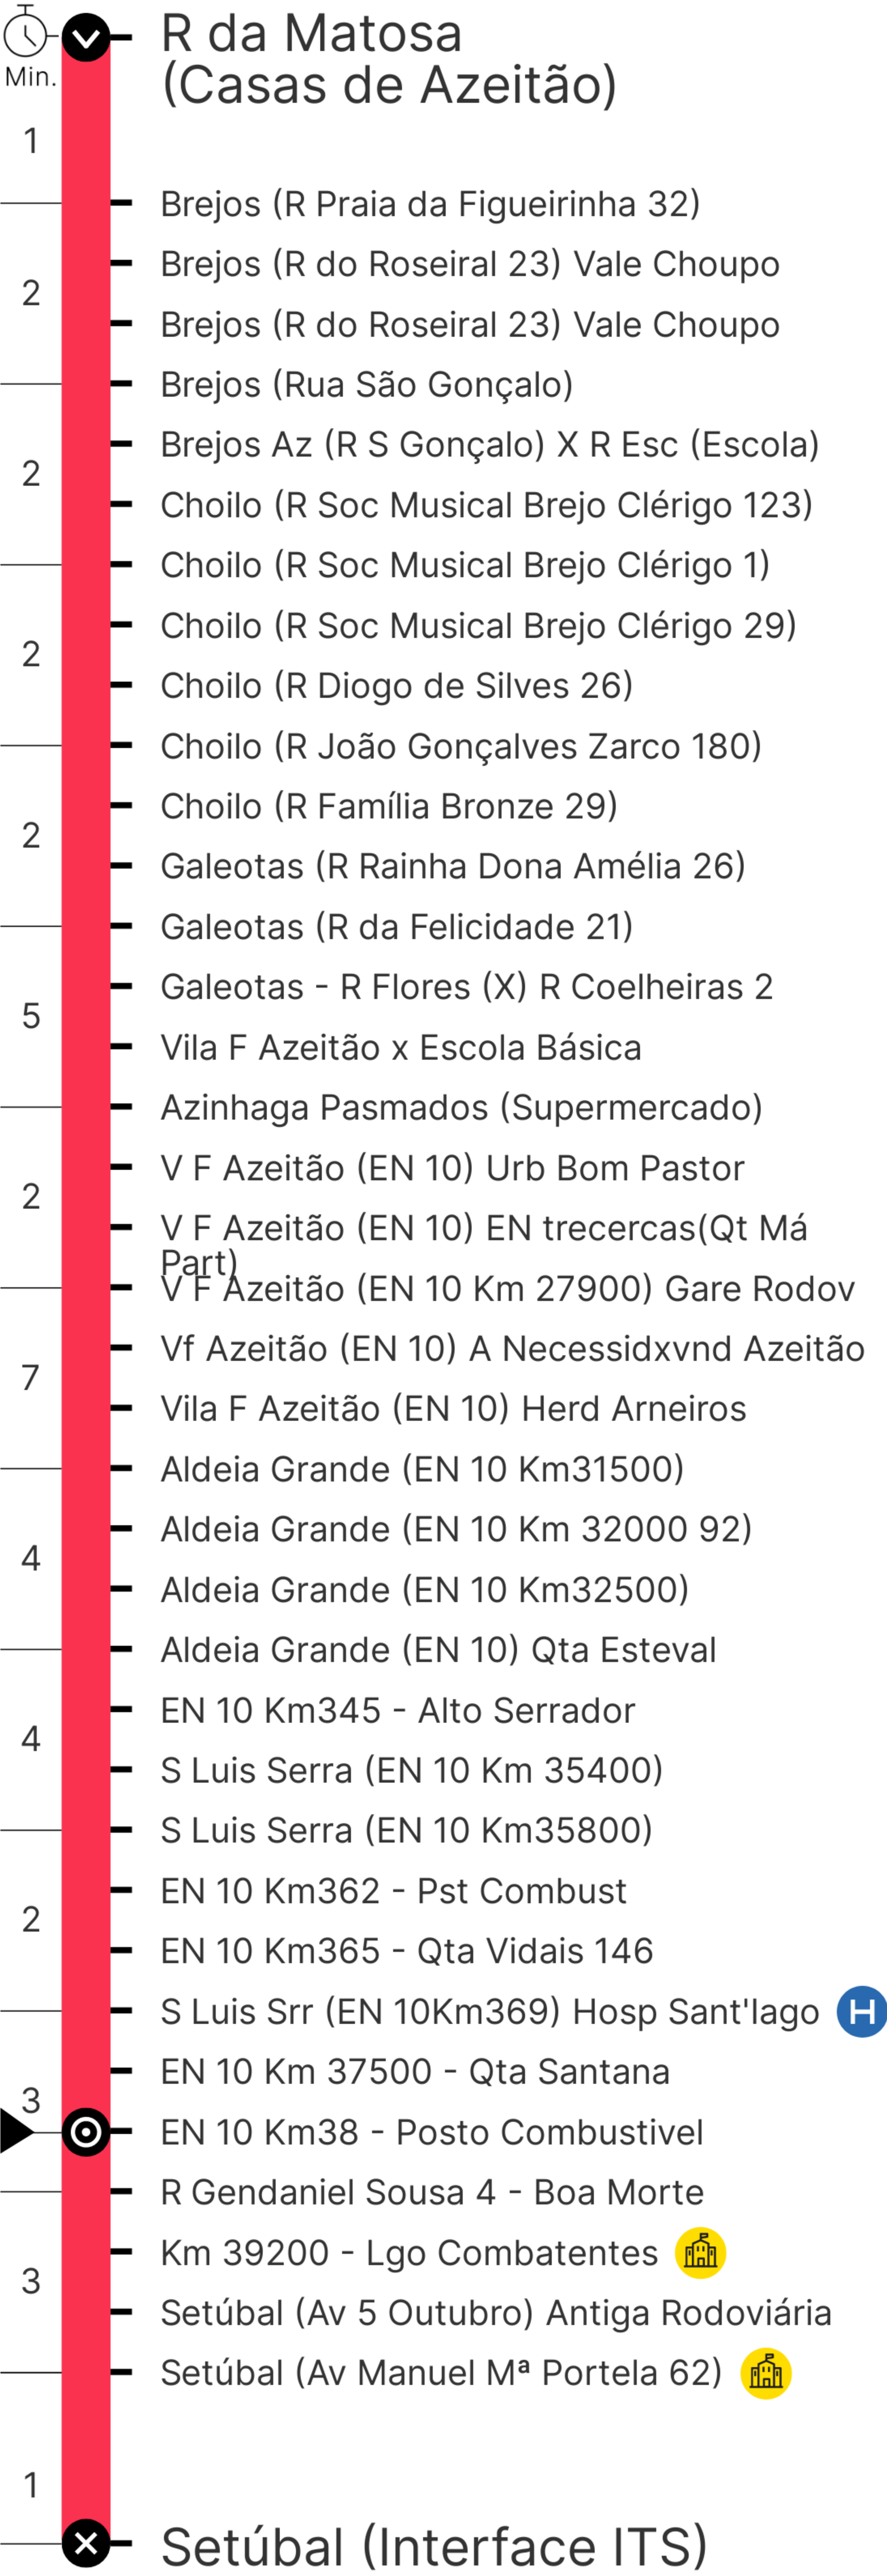 R da Matosa
(Casas de Azeitão)
Min.
1
Brejos (R Praia da Figueirinha 32)
Brejos (R do Roseiral 23) Vale Choupo
2
Brejos (R do Roseiral 23) Vale Choupo
Brejos (Rua São Gonçalo)
Brejos Az (R S Gonçalo) X R Esc (Escola)
2
Choilo (R Soc Musical Brejo Clérigo 123)
Choilo (R Soc Musical Brejo Clérigo 1)
Choilo (R Soc Musical Brejo Clérigo 29)
2
Choilo (R Diogo de Silves 26)
Choilo (R João Gonçalves Zarco 180)
Choilo (R Família Bronze 29)
2
Galeotas (R Rainha Dona Amélia 26)
Galeotas (R da Felicidade 21)
Galeotas - R Flores (X) R Coelheiras 2
5
Vila F Azeitão x Escola Básica
Azinhaga Pasmados (Supermercado)
V F Azeitão (EN 10) Urb Bom Pastor
2
V F Azeitão (EN 10) EN trecercas(Qt Má
Part)
V F Azeitão (EN 10 Km 27900) Gare Rodov
Vf Azeitão (EN 10) A Necessidxvnd Azeitão
7
Vila F Azeitão (EN 10) Herd Arneiros
Aldeia Grande (EN 10 Km31500)
Aldeia Grande (EN 10 Km 32000 92)
4
Aldeia Grande (EN 10 Km32500)
Aldeia Grande (EN 10) Qta Esteval
EN 10 Km345 - Alto Serrador
4
S Luis Serra (EN 10 Km 35400)
S Luis Serra (EN 10 Km35800)
EN 10 Km362 - Pst Combust
2
EN 10 Km365 - Qta Vidais 146
S Luis Srr (EN 10Km369) Hosp Sant'Iago H
EN 10 Km 37500 - Qta Santana
3
EN 10 Km38 - Posto Combustivel
R Gendaniel Sousa 4 - Boa Morte
Km 39200 - Lgo Combatentes
3
Setúbal (Av 5 Outubro) Antiga Rodoviária
Setúbal (Av Manuel Mª Portela 62)
1
Setúbal (Interface ITS)